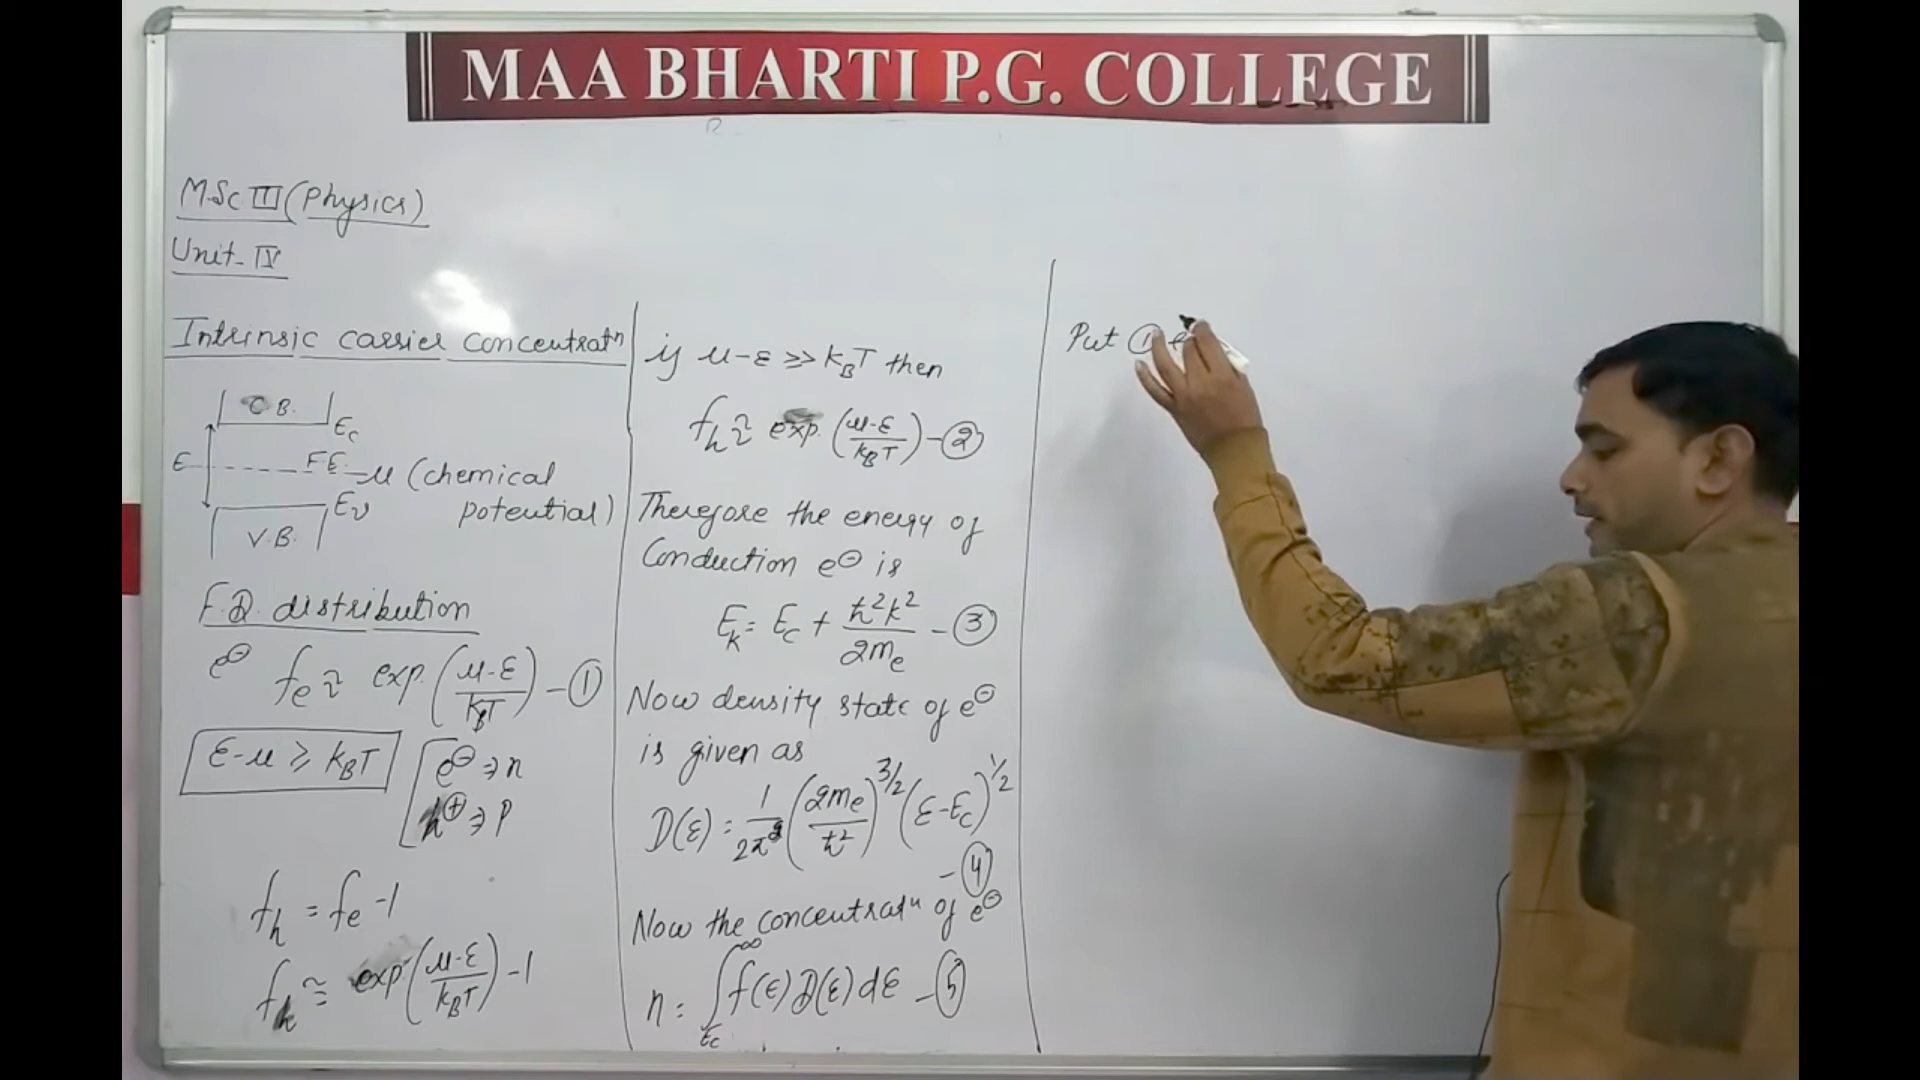 MAA BHARTI P.G. COLLEGE
M.Sc III (Physics)
Unit-IV
Intrinsic carrier concentratn
C.B.
Ec
E
F.E.
μ (chemical
potential)
Ev
V.B.
F.D. distribution
e⊖ fe ≈ exp. (μ-ε/kBT) -①
ε-μ ≥ kBT
e⊖ ⇒ n
h⊕ ⇒ p
fh = fe -1
fh ≅ exp (μ-ε/kBT) -1
if μ-ε ≫ kBT then
fh ≈ exp. (μ-ε/kBT) -②
Therefore the energy of
Conduction e⊖ is
Ek = Ec + ħ²k²/2me -③
Now density state of e⊖
is given as
D(ε) = 1/2π² (2me/ħ²)^3/2 (ε-Ec)^1/2
-④
Now the concentratn of e⊖
n = ∫Ec^∞ f(ε) D(ε) dε -⑤
Put ①